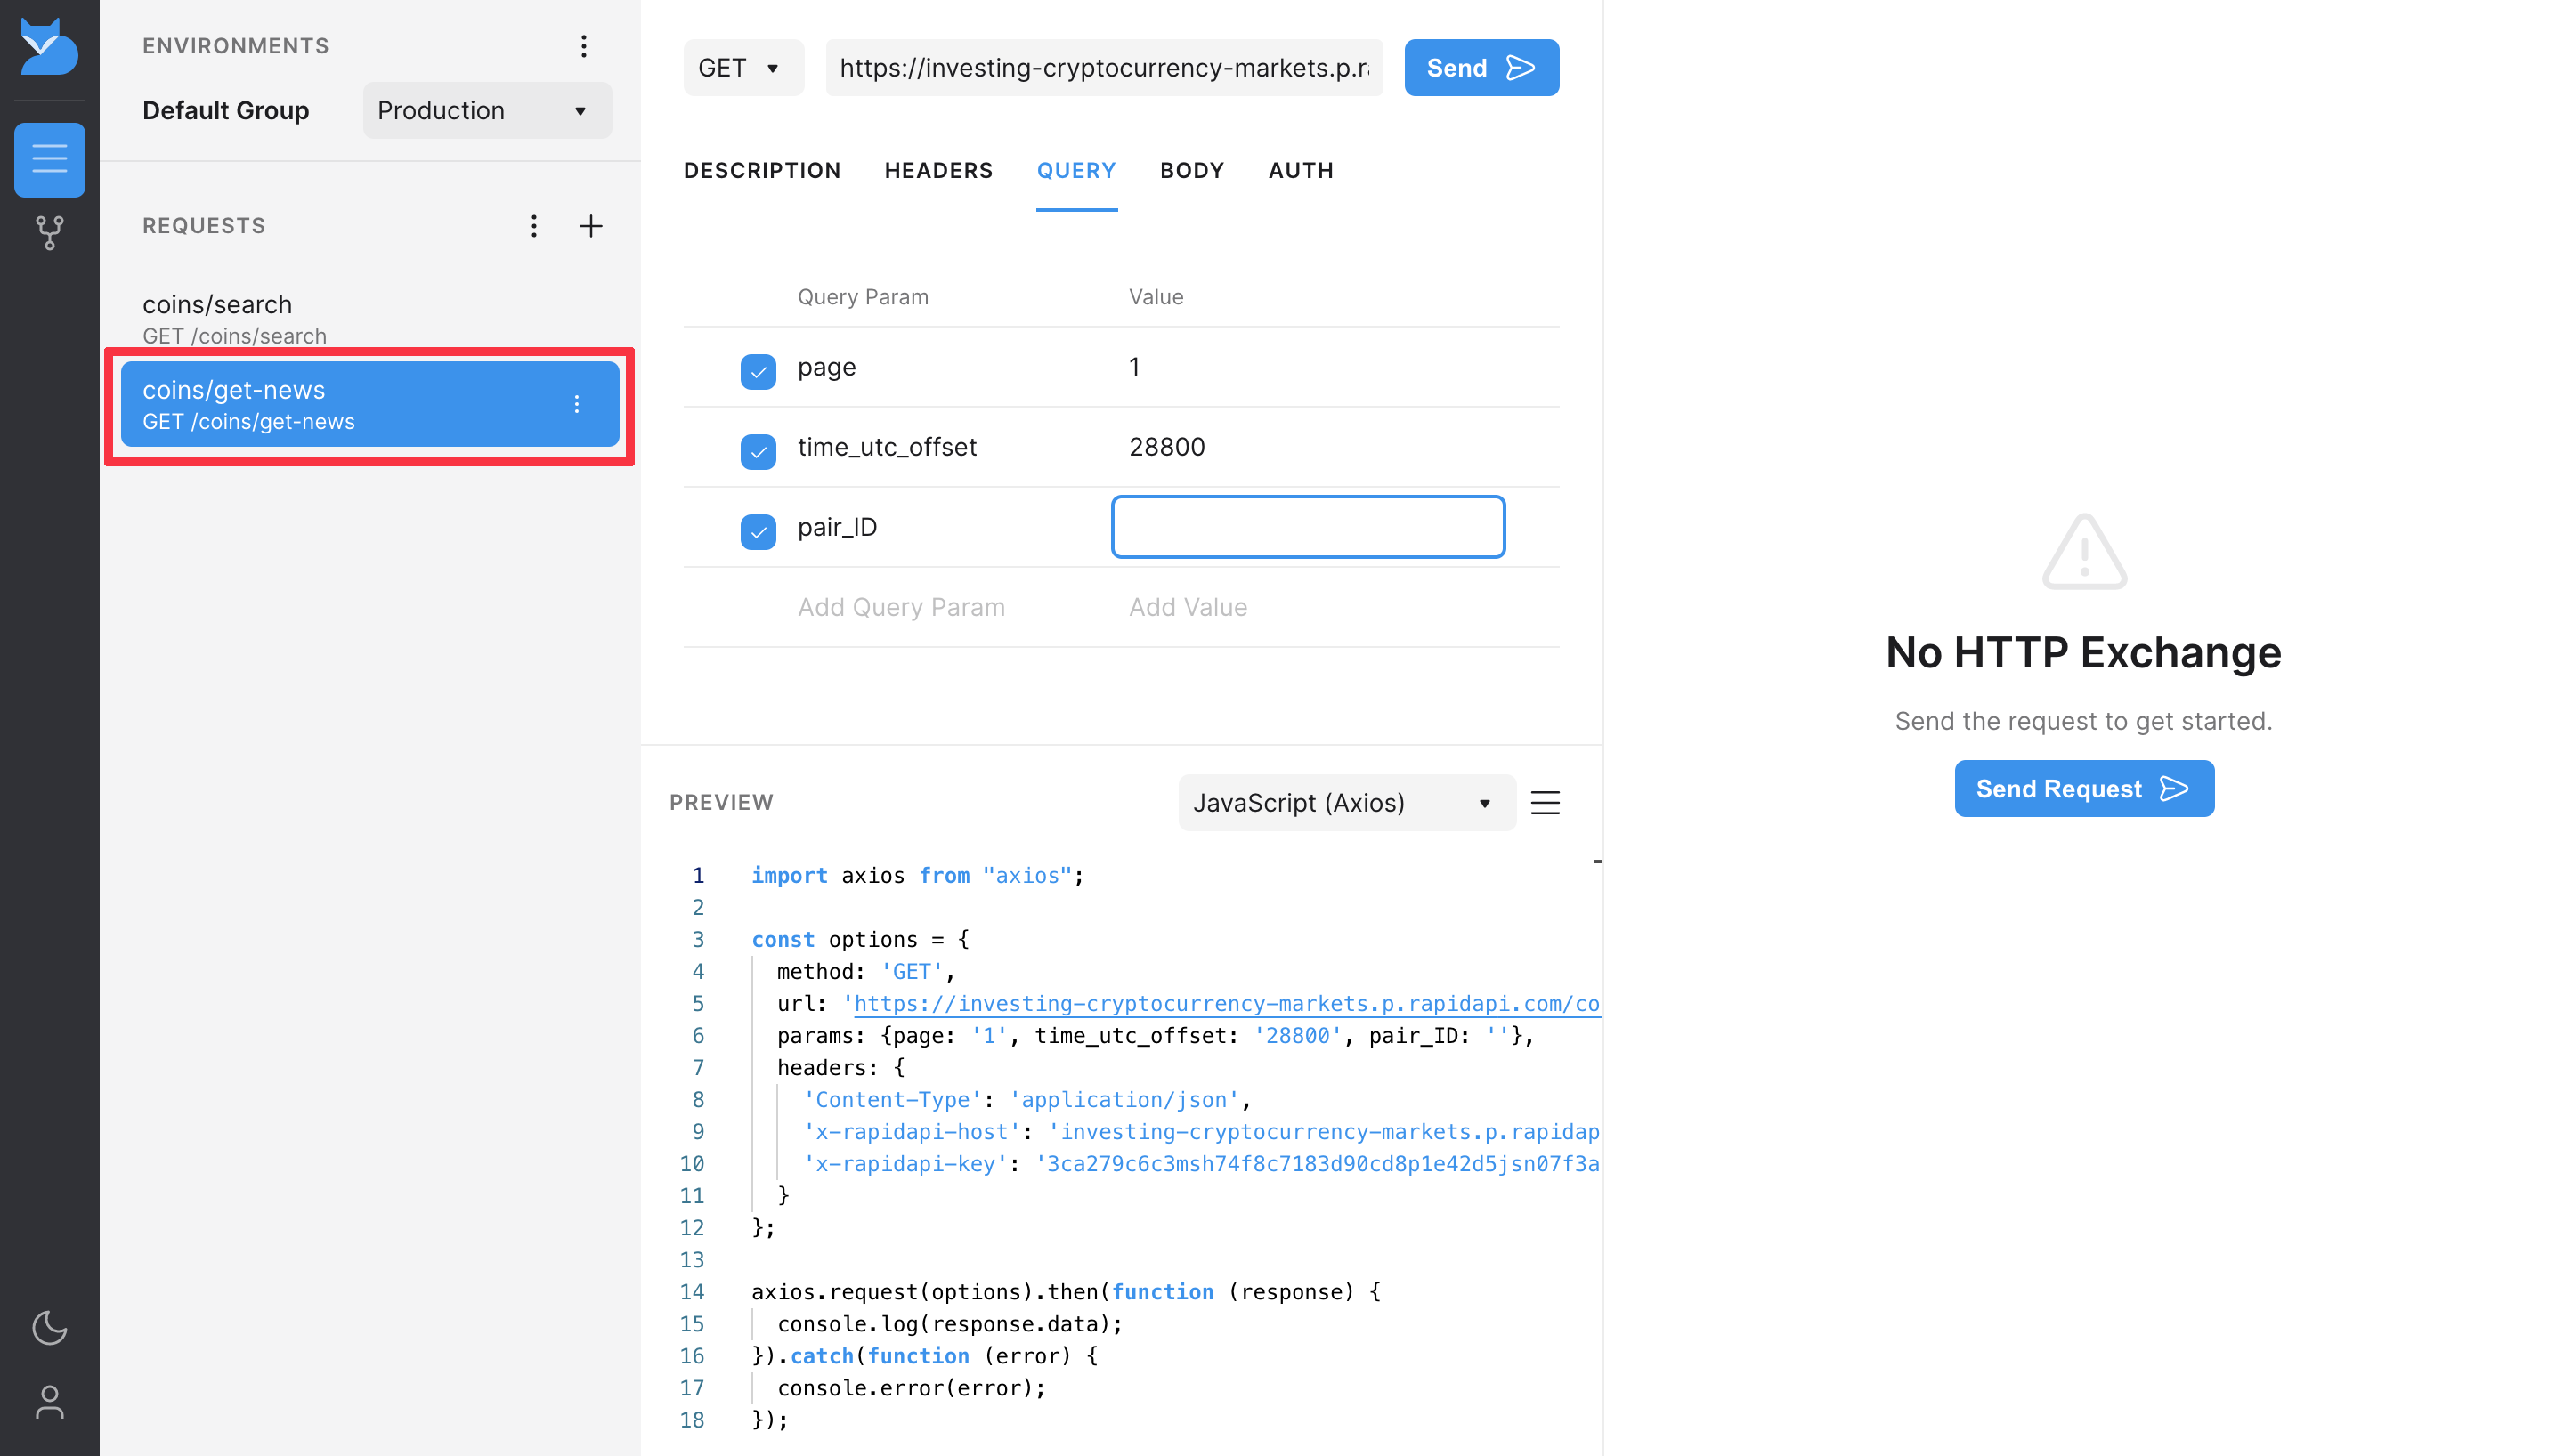 ENVIRONMENTS
Default Group
Production
REQUESTS
coins/search
GET /coins/search
coins/get-news
GET /coins/get-news
GET
https://investing-cryptocurrency-markets.p.r
Send
DESCRIPTION HEADERS QUERY BODY AUTH
Query Param Value
page 1
time_utc_offset 28800
pair_ID
Add Query Param Add Value
PREVIEW
JavaScript (Axios)
1 import axios from "axios";
2
3 const options = {
4 method: 'GET',
5 url: 'https://investing-cryptocurrency-markets.p.rapidapi.com/co
6 params: {page: '1', time_utc_offset: '28800', pair_ID: ''},
7 headers: {
8 'Content-Type': 'application/json',
9 'x-rapidapi-host': 'investing-cryptocurrency-markets.p.rapidap
10 'x-rapidapi-key': '3ca279c6c3msh74f8c7183d90cd8p1e42d5jsn07f3a
11 }
12 };
13
14 axios.request(options).then(function (response) {
15 console.log(response.data);
16 }).catch(function (error) {
17 console.error(error);
18 });
No HTTP Exchange
Send the request to get started.
Send Request